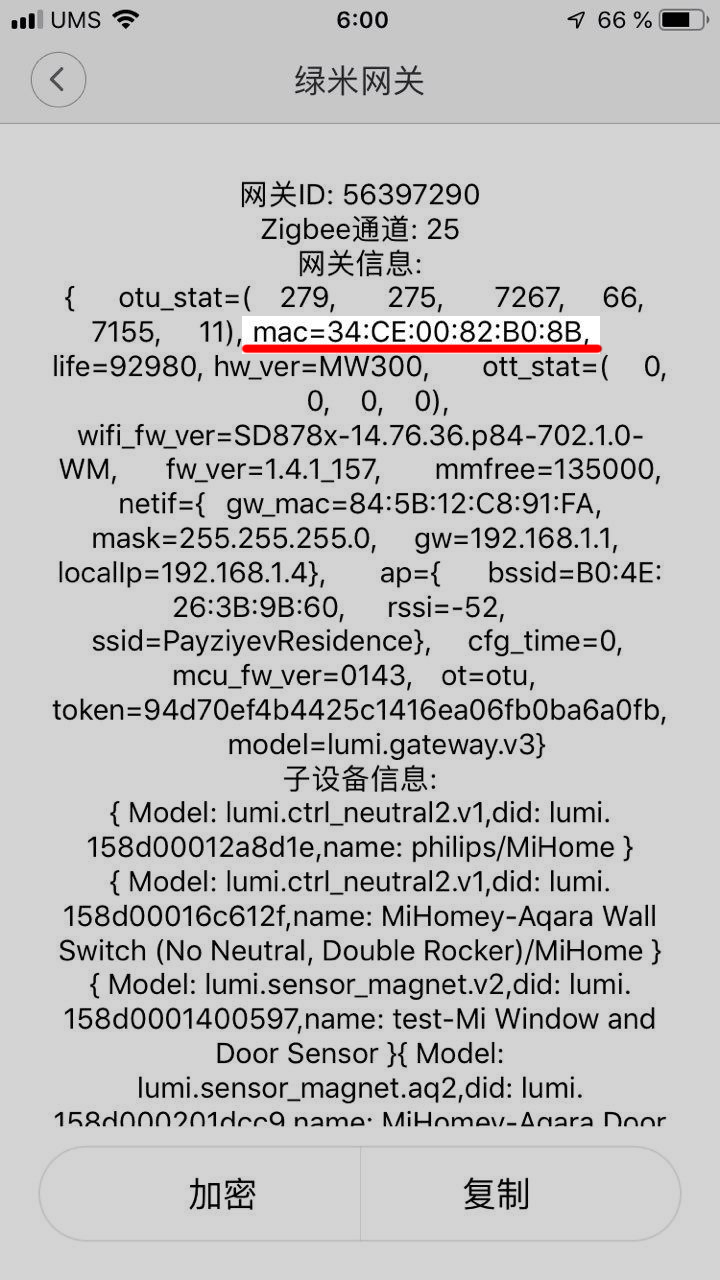 UMS 6:00 66 %
绿米网关
网关ID: 56397290
Zigbee通道: 25
网关信息:
{ otu_stat=( 279, 275, 7267, 66,
7155, 11), mac=34:CE:00:82:B0:8B,
life=92980, hw_ver=MW300, ott_stat=( 0,
0, 0, 0),
wifi_fw_ver=SD878x-14.76.36.p84-702.1.0-
WM, fw_ver=1.4.1_157, mmfree=135000,
netif={ gw_mac=84:5B:12:C8:91:FA,
mask=255.255.255.0, gw=192.168.1.1,
localIp=192.168.1.4}, ap={ bssid=B0:4E:
26:3B:9B:60, rssi=-52,
ssid=PayziyevResidence}, cfg_time=0,
mcu_fw_ver=0143, ot=otu,
token=94d70ef4b4425c1416ea06fb0ba6a0fb,
model=lumi.gateway.v3}
子设备信息:
{ Model: lumi.ctrl_neutral2.v1,did: lumi.
158d00012a8d1e,name: philips/MiHome }
{ Model: lumi.ctrl_neutral2.v1,did: lumi.
158d00016c612f,name: MiHomey-Aqara Wall
Switch (No Neutral, Double Rocker)/MiHome }
{ Model: lumi.sensor_magnet.v2,did: lumi.
158d0001400597,name: test-Mi Window and
Door Sensor }{ Model:
lumi.sensor_magnet.aq2,did: lumi.
158d000201dcc9,name: MiHomey-Aqara Door
加密 复制